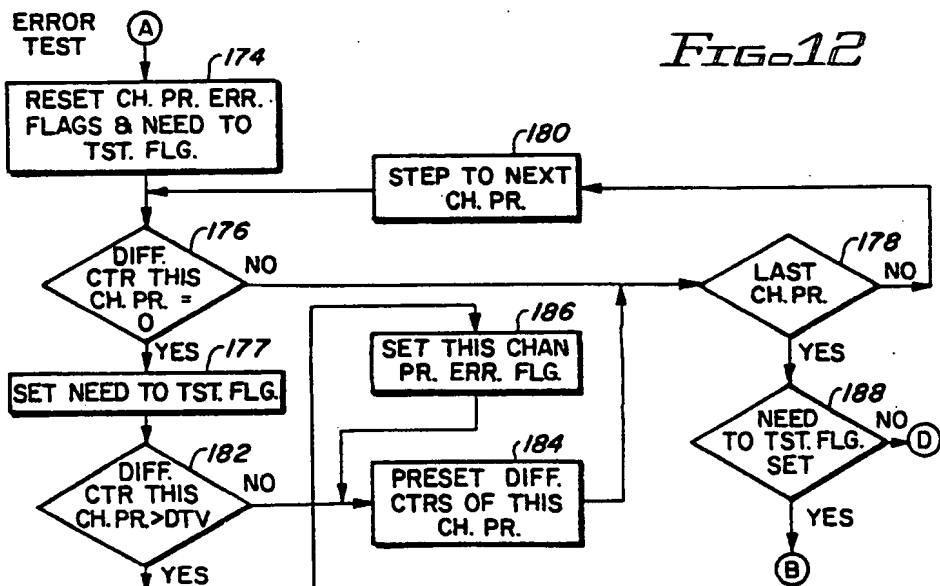 ERROR
TEST
A
FIG. 12
174
RESET CH. PR. ERR.
FLAGS & NEED TO
TST. FLG.
180
STEP TO NEXT
CH. PR.
176
DIFF.
CTR THIS
CH. PR. =
0
NO
YES
178
LAST
CH. PR.
NO
YES
177
SET NEED TO TST. FLG.
186
SET THIS CHAN
PR. ERR. FLG.
188
NEED
TO TST. FLG.
SET
NO
D
YES
B
182
DIFF.
CTR THIS
CH. PR.>DTV
NO
YES
184
PRESET DIFF.
CTRS OF THIS
CH. PR.